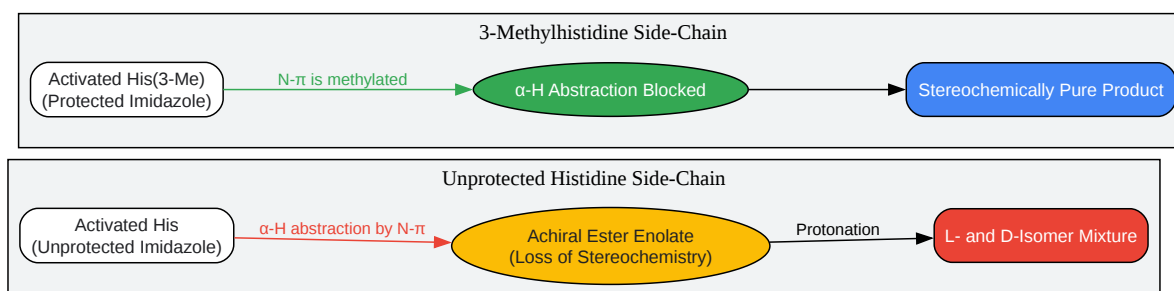 3-Methylhistidine Side-Chain
Activated His(3-Me)
(Protected Imidazole)
N-π is methylated
α-H Abstraction Blocked
Stereochemically Pure Product
Unprotected Histidine Side-Chain
Activated His
(Unprotected Imidazole)
α-H abstraction by N-π
Achiral Ester Enolate
(Loss of Stereochemistry)
Protonation
L- and D-Isomer Mixture